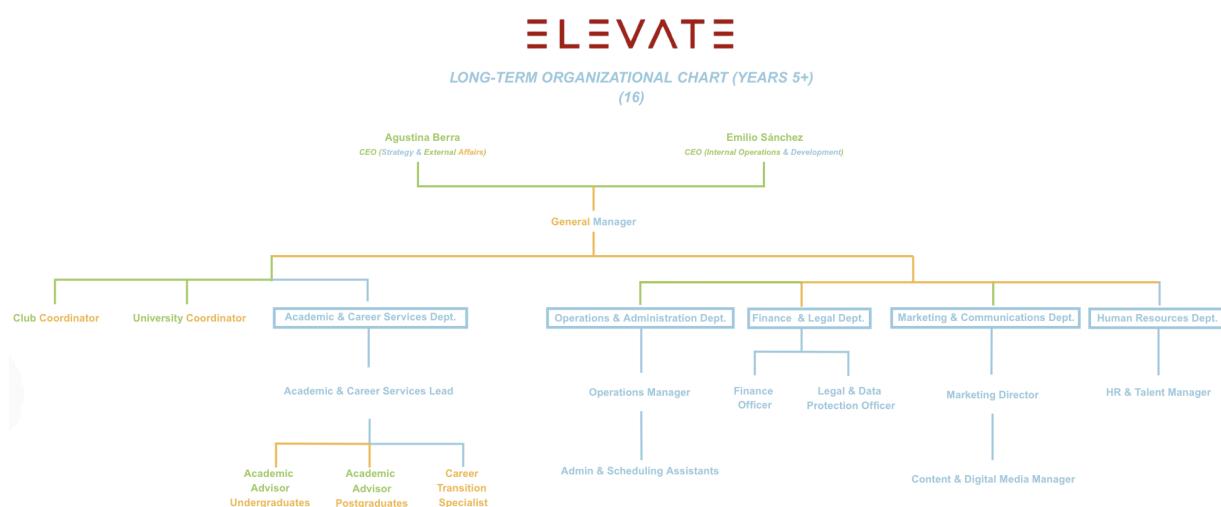 ELEVATE
LONG-TERM ORGANIZATIONAL CHART (YEARS 5+)
(16)
Agustina Berra
CEO (Strategy & External Affairs)
Emilio Sánchez
CEO (Internal Operations & Development)
General Manager
Club Coordinator
University Coordinator
Academic & Career Services Dept.
Operations & Administration Dept.
Finance & Legal Dept.
Marketing & Communications Dept.
Human Resources Dept.
Academic & Career Services Lead
Operations Manager
Finance
Officer
Legal & Data
Protection Officer
Marketing Director
HR & Talent Manager
Academic
Advisor
Undergraduates
Academic
Advisor
Postgraduates
Career
Transition
Specialist
Admin & Scheduling Assistants
Content & Digital Media Manager